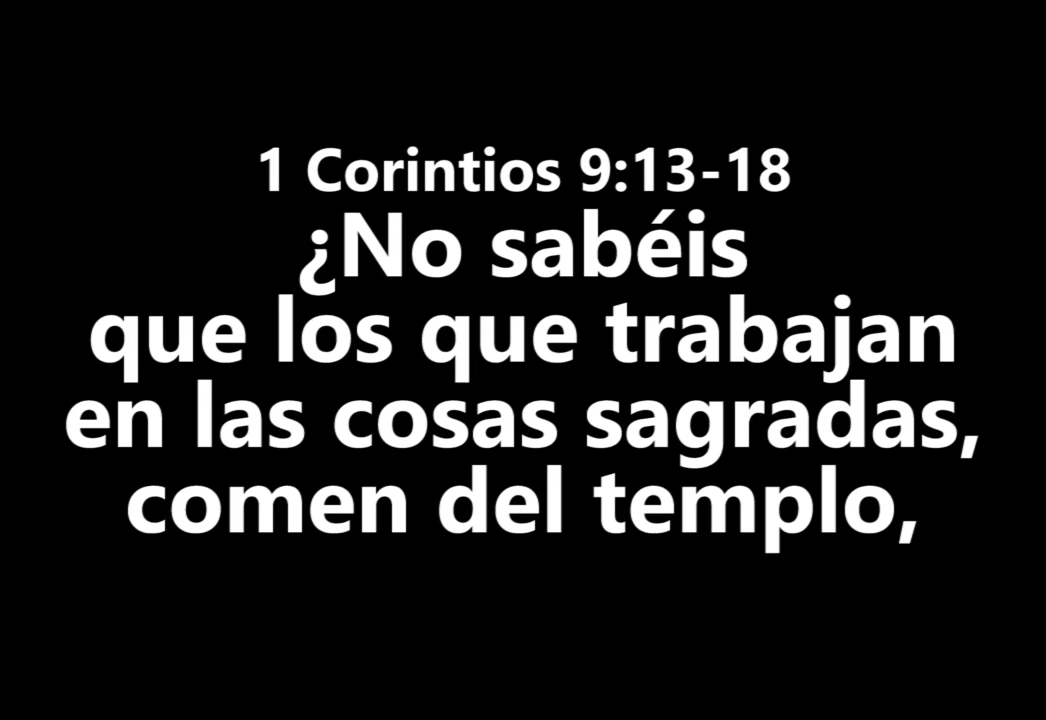 1 Corintios 9:13-18
¿No sabéis
que los que trabajan
en las cosas sagradas,
comen del templo,